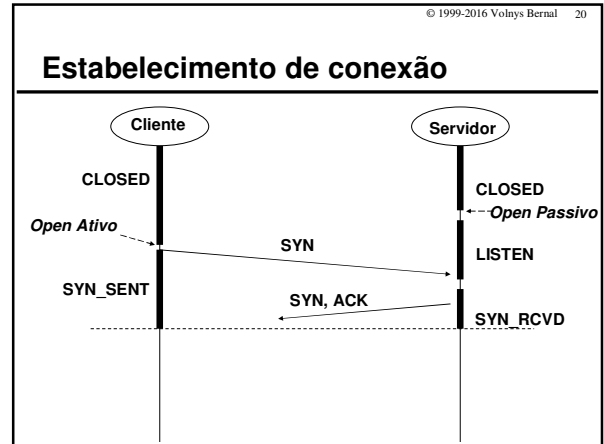 © 1999-2016 Volnys Bernal 20
Estabelecimento de conexão
Cliente
Servidor
CLOSED
CLOSED
Open Passivo
Open Ativo
SYN
LISTEN
SYN_SENT
SYN, ACK
SYN_RCVD